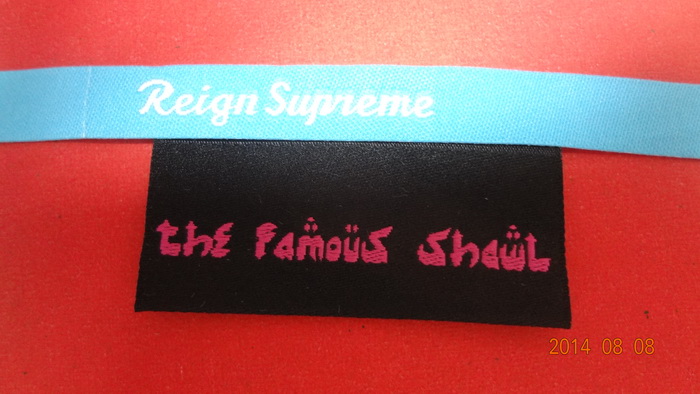 Reign Supreme
the famous shawl
2014 08 08